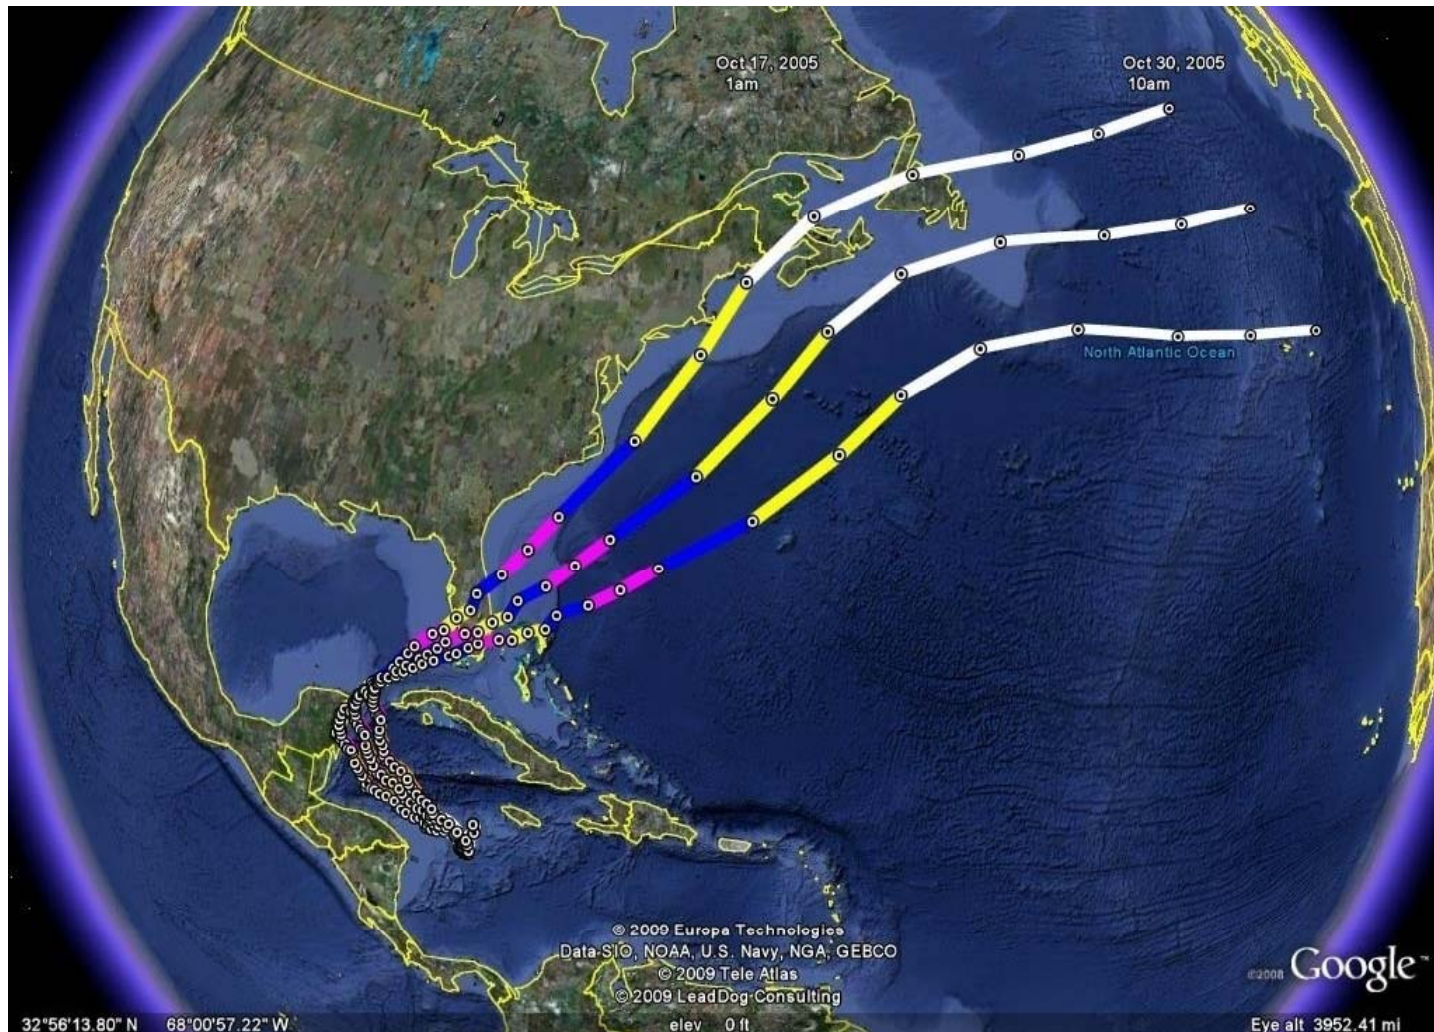 Oct 17, 2005
1am
Oct 30, 2005
10am
North Atlantic Ocean
© 2009 Europa Technologies
Data SIO, NOAA, U.S. Navy, NGA, GEBCO
© 2009 Tele Atlas
© 2009 LeadDog Consulting
©2008 Google™
32°56'13.80" N 68°00'57.22" W
elev 0 ft
Eye alt 3952.41 mi